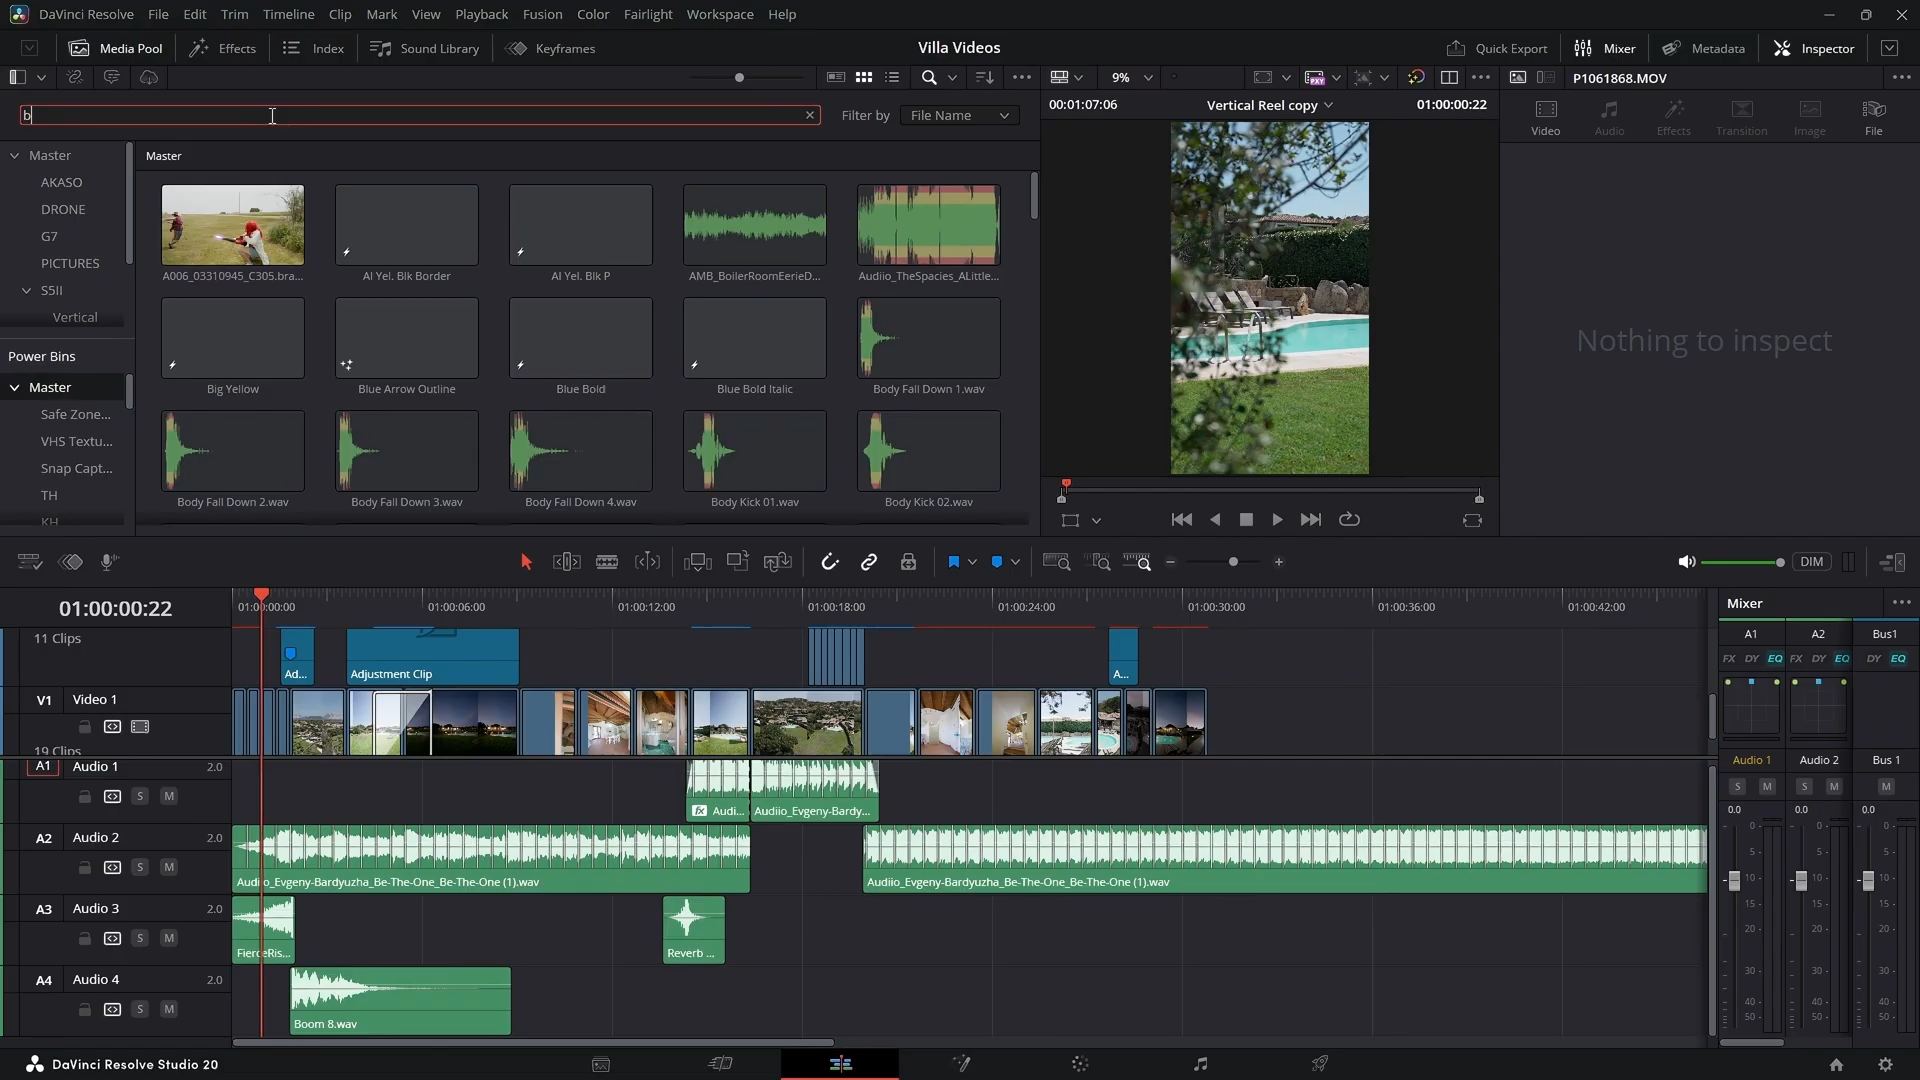 DaVinci Resolve File Edit Trim Timeline Clip Mark View Playback Fusion Color Fairlight Workspace Help
Media Pool Effects Index Sound Library Keyframes Villa Videos Quick Export Mixer Metadata Inspector
9% P1061868.MOV
b Filter by File Name 00:01:07:06 Vertical Reel copy 01:00:00:22
Video Audio Effects Transition Image File
Master
AKASO
DRONE
G7
PICTURES
S5II
Vertical
Power Bins
Master
Safe Zone...
VHS Textu...
Snap Capt...
TH
KH
Master
A006_03310945_C305.bra... AI Yel. Blk Border AI Yel. Blk P AMB_BoilerRoomEerieD... Audiio_TheSpacies_ALittle...
Big Yellow Blue Arrow Outline Blue Bold Blue Bold Italic Body Fall Down 1.wav
Body Fall Down 2.wav Body Fall Down 3.wav Body Fall Down 4.wav Body Kick 01.wav Body Kick 02.wav
PXY
Nothing to inspect
DIM
01:00:00:22 01:00:00:00 01:00:06:00 01:00:12:00 01:00:18:00 01:00:24:00 01:00:30:00 01:00:36:00 01:00:42:00
11 Clips
Ad... Adjustment Clip A...
V1 Video 1
19 Clips
A1 Audio 1 2.0
S M
fx Audi... Audiio_Evgeny-Bardy...
A2 Audio 2 2.0
S M
Audiio_Evgeny-Bardyuzha_Be-The-One_Be-The-One (1).wav Audiio_Evgeny-Bardyuzha_Be-The-One_Be-The-One (1).wav
A3 Audio 3 2.0
S M
FierceRis... Reverb ...
A4 Audio 4 2.0
S M
Boom 8.wav
Mixer
A1 A2 Bus1
FX DY EQ FX DY EQ DY EQ
Audio 1 Audio 2 Bus 1
S M S M M
0.0 0.0 0.0
0- 0- 0-
5- 5- 5-
10- 10- 10-
15- 15- 15-
20- 20- 20-
30- 30- 30-
40- 40- 40-
50- 50- 50-
DaVinci Resolve Studio 20